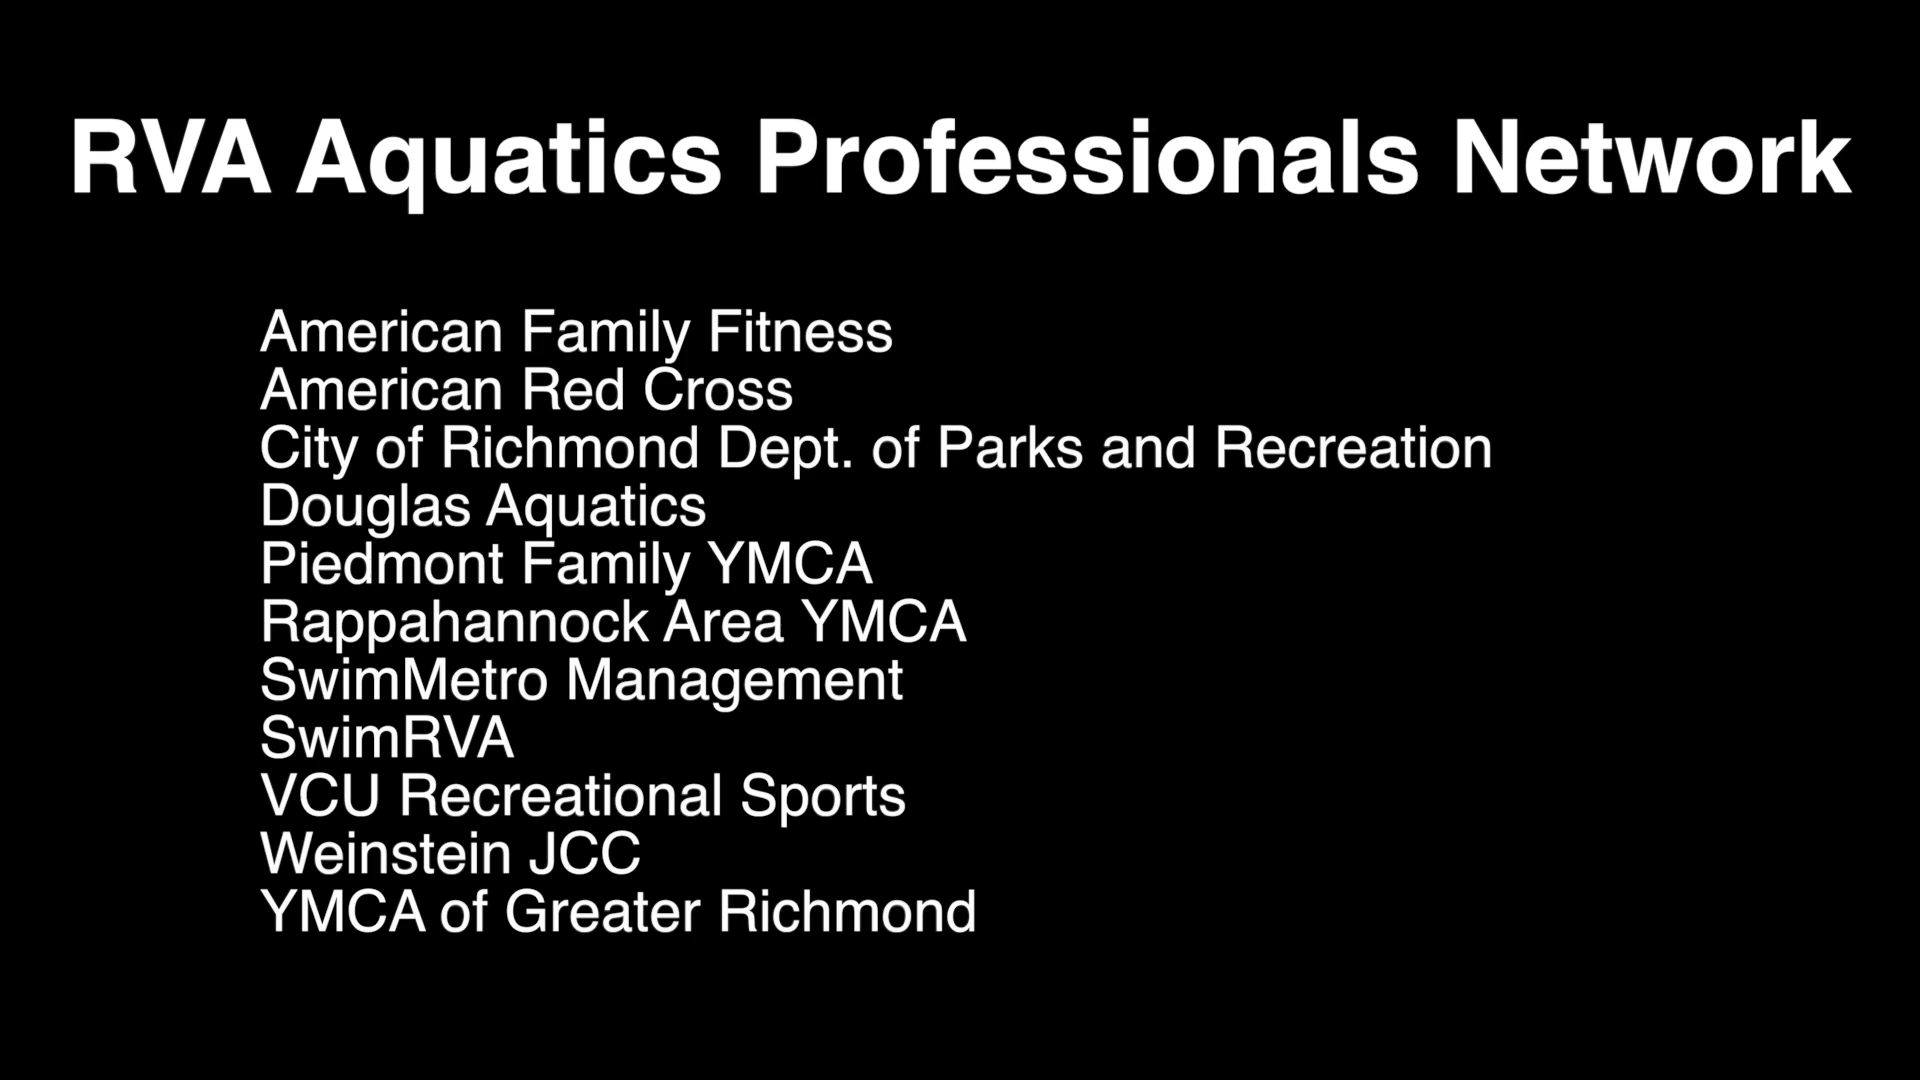 RVA Aquatics Professionals Network
American Family Fitness
American Red Cross
City of Richmond Dept. of Parks and Recreation
Douglas Aquatics
Piedmont Family YMCA
Rappahannock Area YMCA
SwimMetro Management
SwimRVA
VCU Recreational Sports
Weinstein JCC
YMCA of Greater Richmond